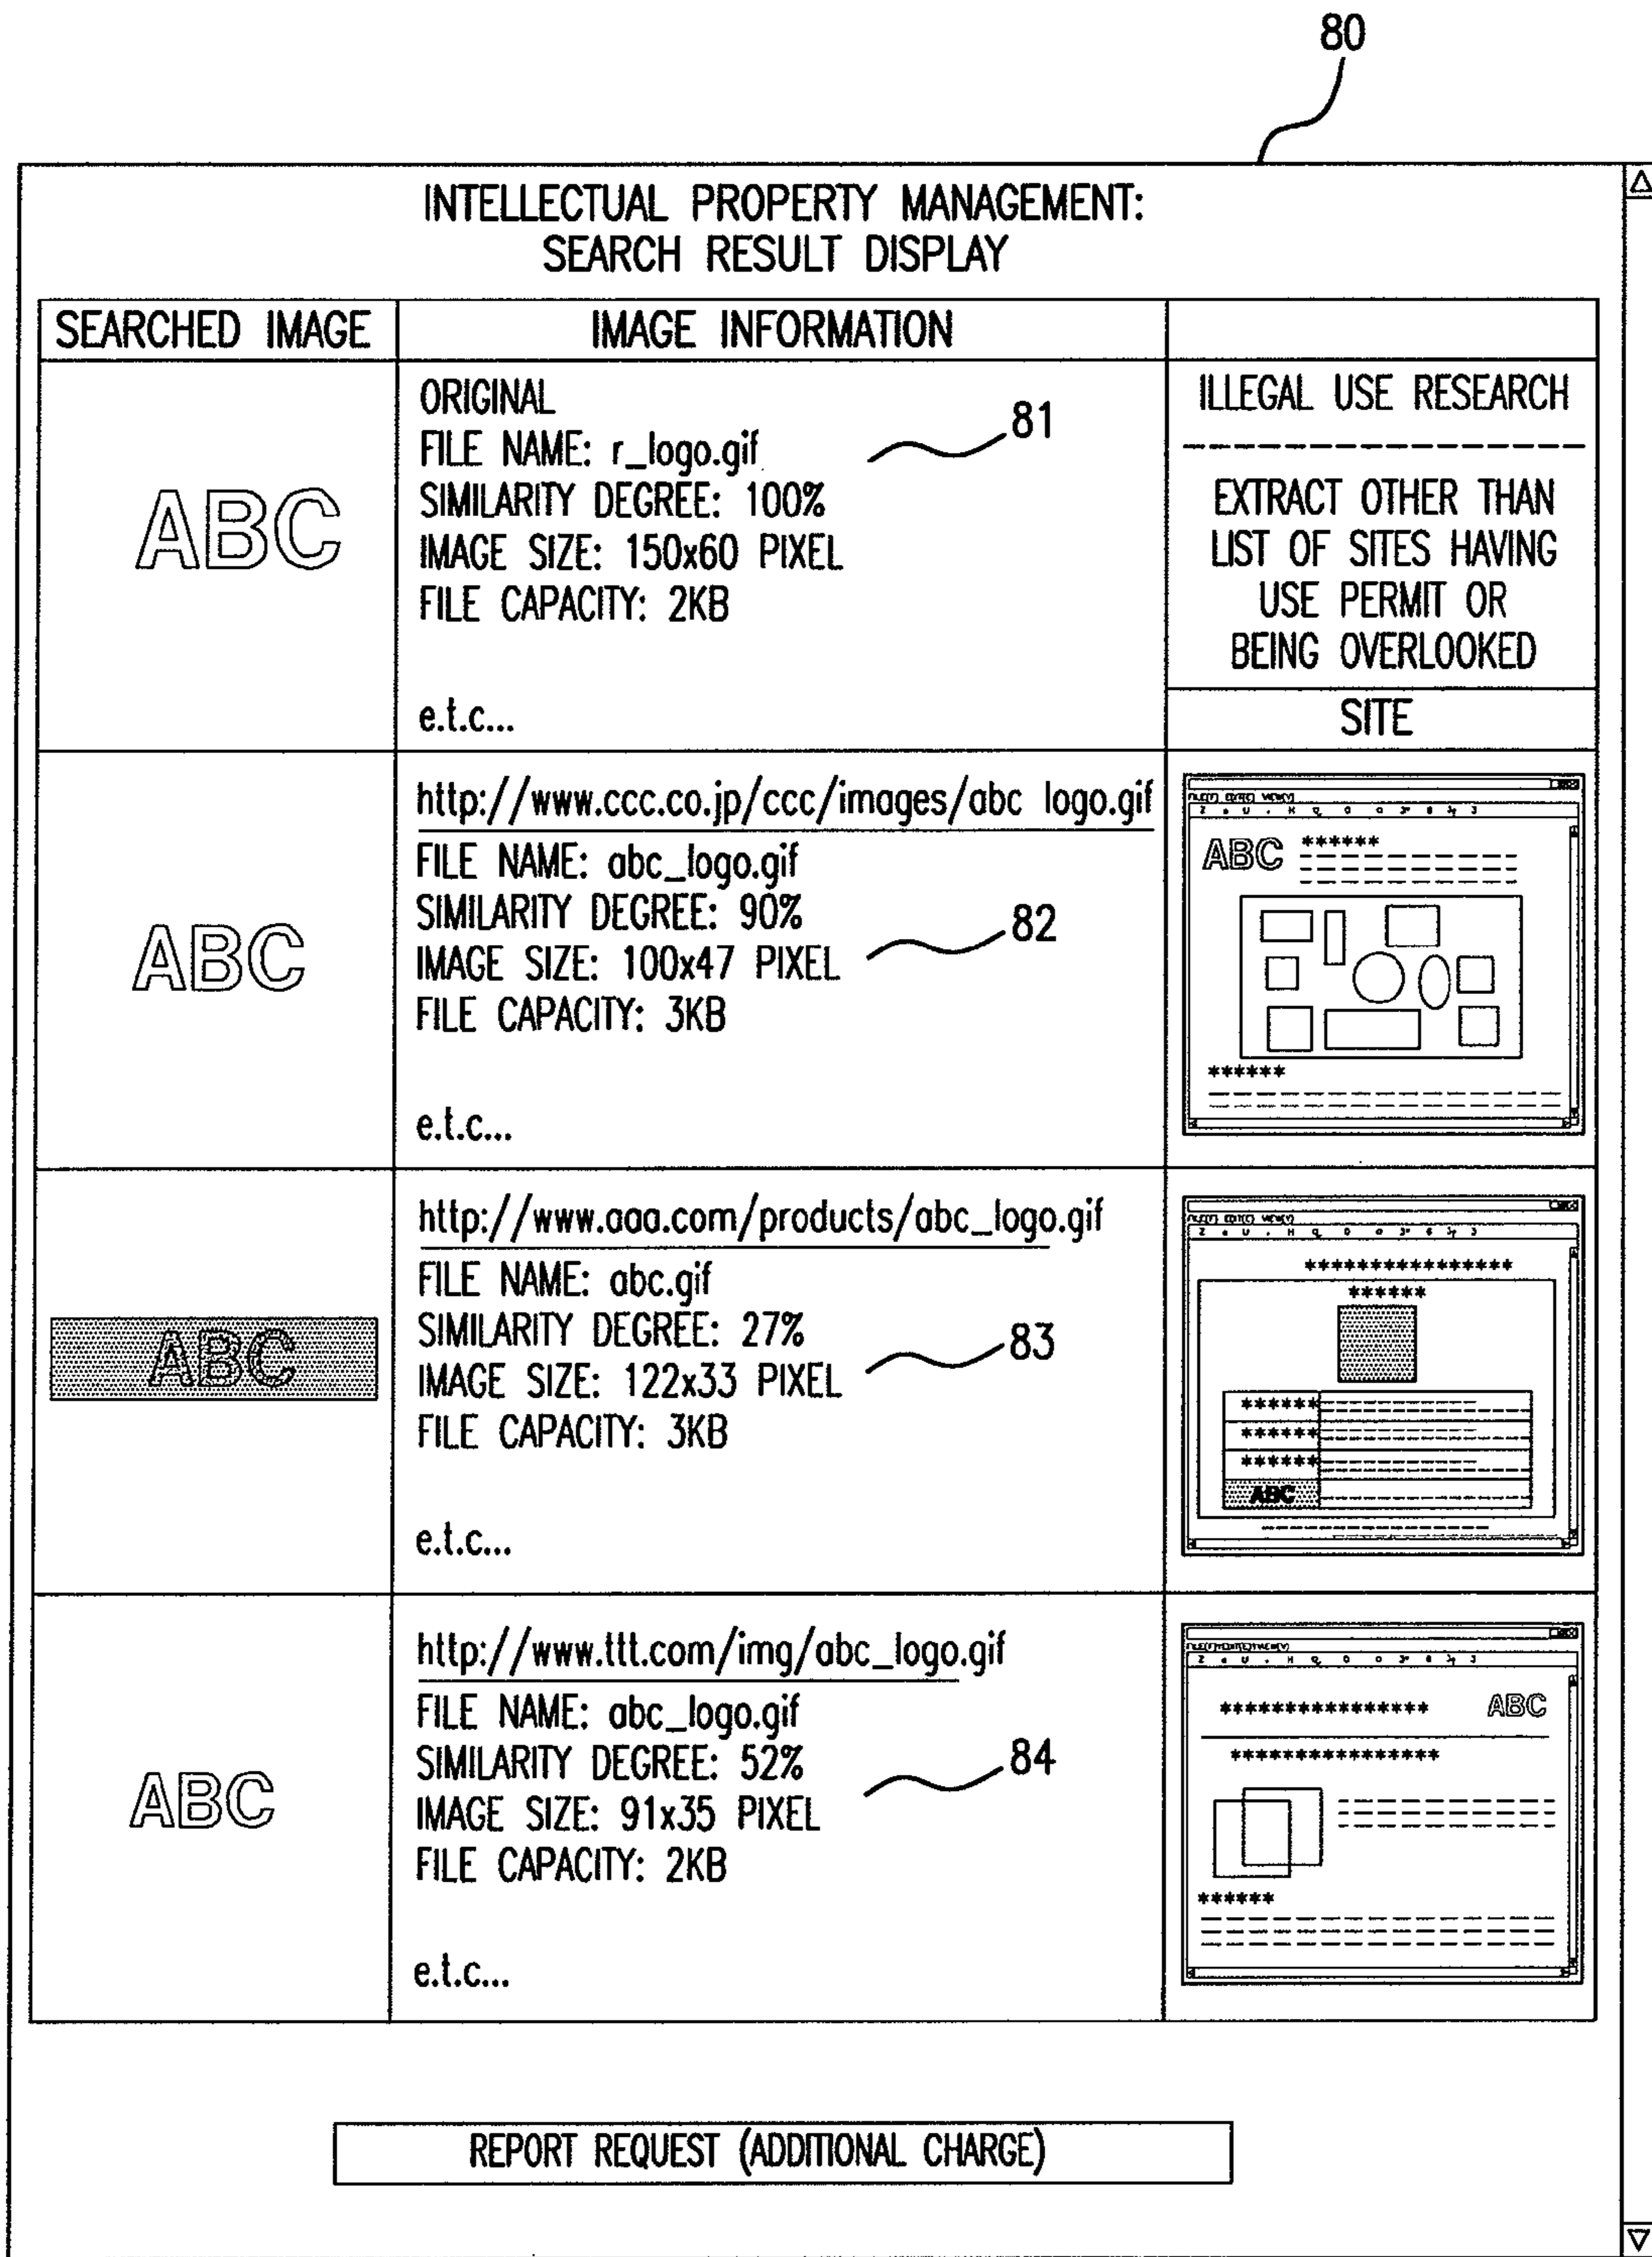 80
INTELLECTUAL PROPERTY MANAGEMENT:
SEARCH RESULT DISPLAY
SEARCHED IMAGE
IMAGE INFORMATION
ABC
ORIGINAL
FILE NAME: r_logo.gif
SIMILARITY DEGREE: 100%
IMAGE SIZE: 150x60 PIXEL
FILE CAPACITY: 2KB
e.t.c...
81
ILLEGAL USE RESEARCH
EXTRACT OTHER THAN
LIST OF SITES HAVING
USE PERMIT OR
BEING OVERLOOKED
SITE
ABC
http://www.ccc.co.jp/ccc/images/abc logo.gif
FILE NAME: abc_logo.gif
SIMILARITY DEGREE: 90%
IMAGE SIZE: 100x47 PIXEL
FILE CAPACITY: 3KB
e.t.c...
82
ABC ******
******
ABC
http://www.aaa.com/products/abc_logo.gif
FILE NAME: abc.gif
SIMILARITY DEGREE: 27%
IMAGE SIZE: 122x33 PIXEL
FILE CAPACITY: 3KB
e.t.c...
83
****************
******
******
******
******
ABC
ABC
http://www.ttt.com/img/abc_logo.gif
FILE NAME: abc_logo.gif
SIMILARITY DEGREE: 52%
IMAGE SIZE: 91x35 PIXEL
FILE CAPACITY: 2KB
e.t.c...
84
**************** ABC
****************
******
REPORT REQUEST (ADDITIONAL CHARGE)